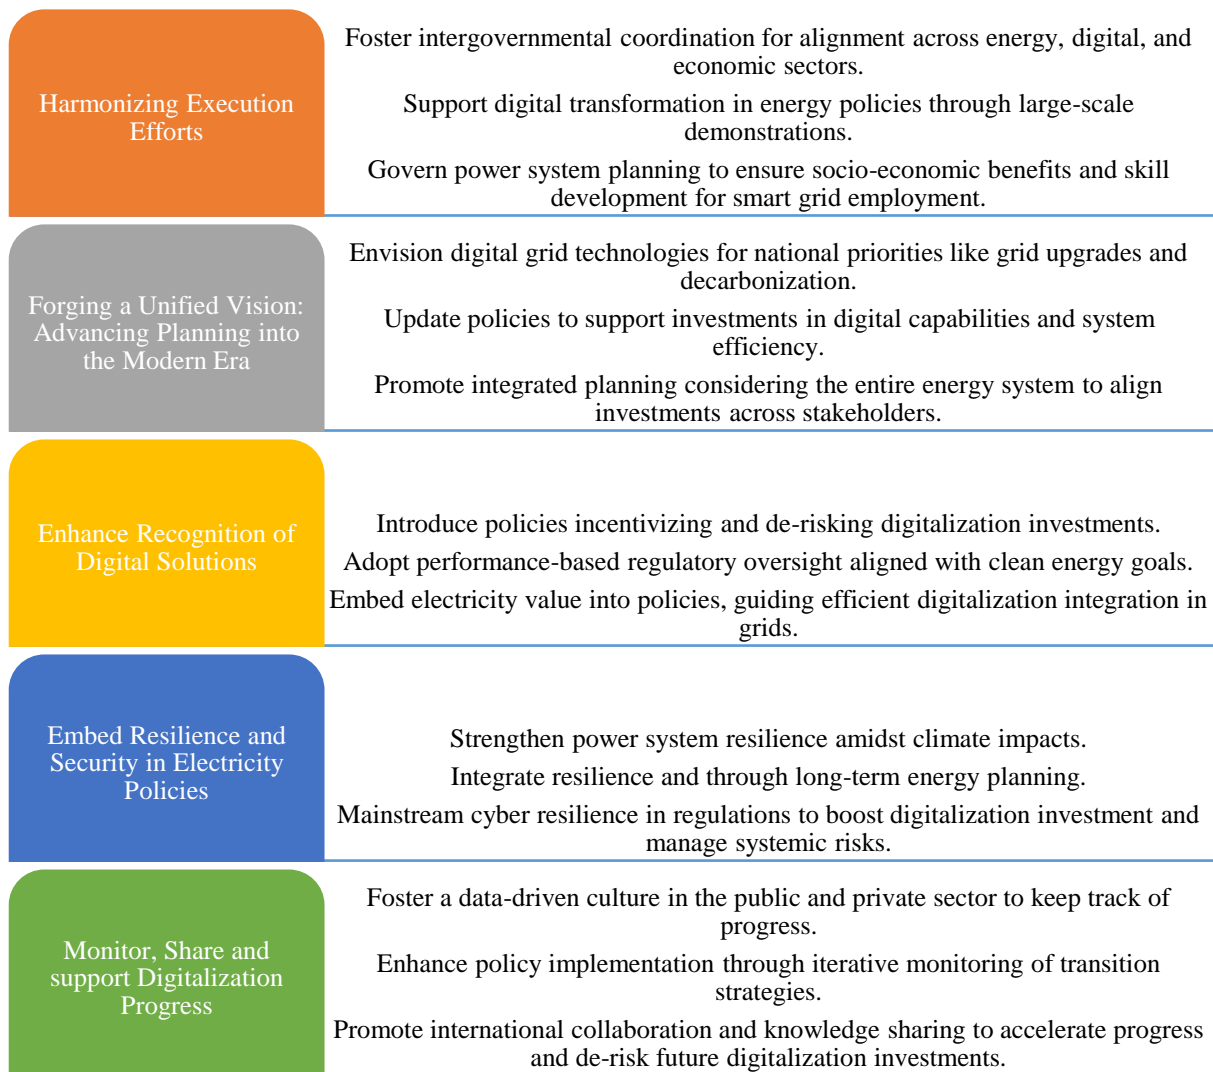 Harmonizing Execution
Efforts
Foster intergovernmental coordination for alignment across energy, digital, and
economic sectors.
Support digital transformation in energy policies through large-scale
demonstrations.
Govern power system planning to ensure socio-economic benefits and skill
development for smart grid employment.
Forging a Unified Vision:
Advancing Planning into
the Modern Era
Envision digital grid technologies for national priorities like grid upgrades and
decarbonization.
Update policies to support investments in digital capabilities and system
efficiency.
Promote integrated planning considering the entire energy system to align
investments across stakeholders.
Enhance Recognition of
Digital Solutions
Introduce policies incentivizing and de-risking digitalization investments.
Adopt performance-based regulatory oversight aligned with clean energy goals.
Embed electricity value into policies, guiding efficient digitalization integration in
grids.
Embed Resilience and
Security in Electricity
Policies
Strengthen power system resilience amidst climate impacts.
Integrate resilience and through long-term energy planning.
Mainstream cyber resilience in regulations to boost digitalization investment and
manage systemic risks.
Monitor, Share and
support Digitalization
Progress
Foster a data-driven culture in the public and private sector to keep track of
progress.
Enhance policy implementation through iterative monitoring of transition
strategies.
Promote international collaboration and knowledge sharing to accelerate progress
and de-risk future digitalization investments.